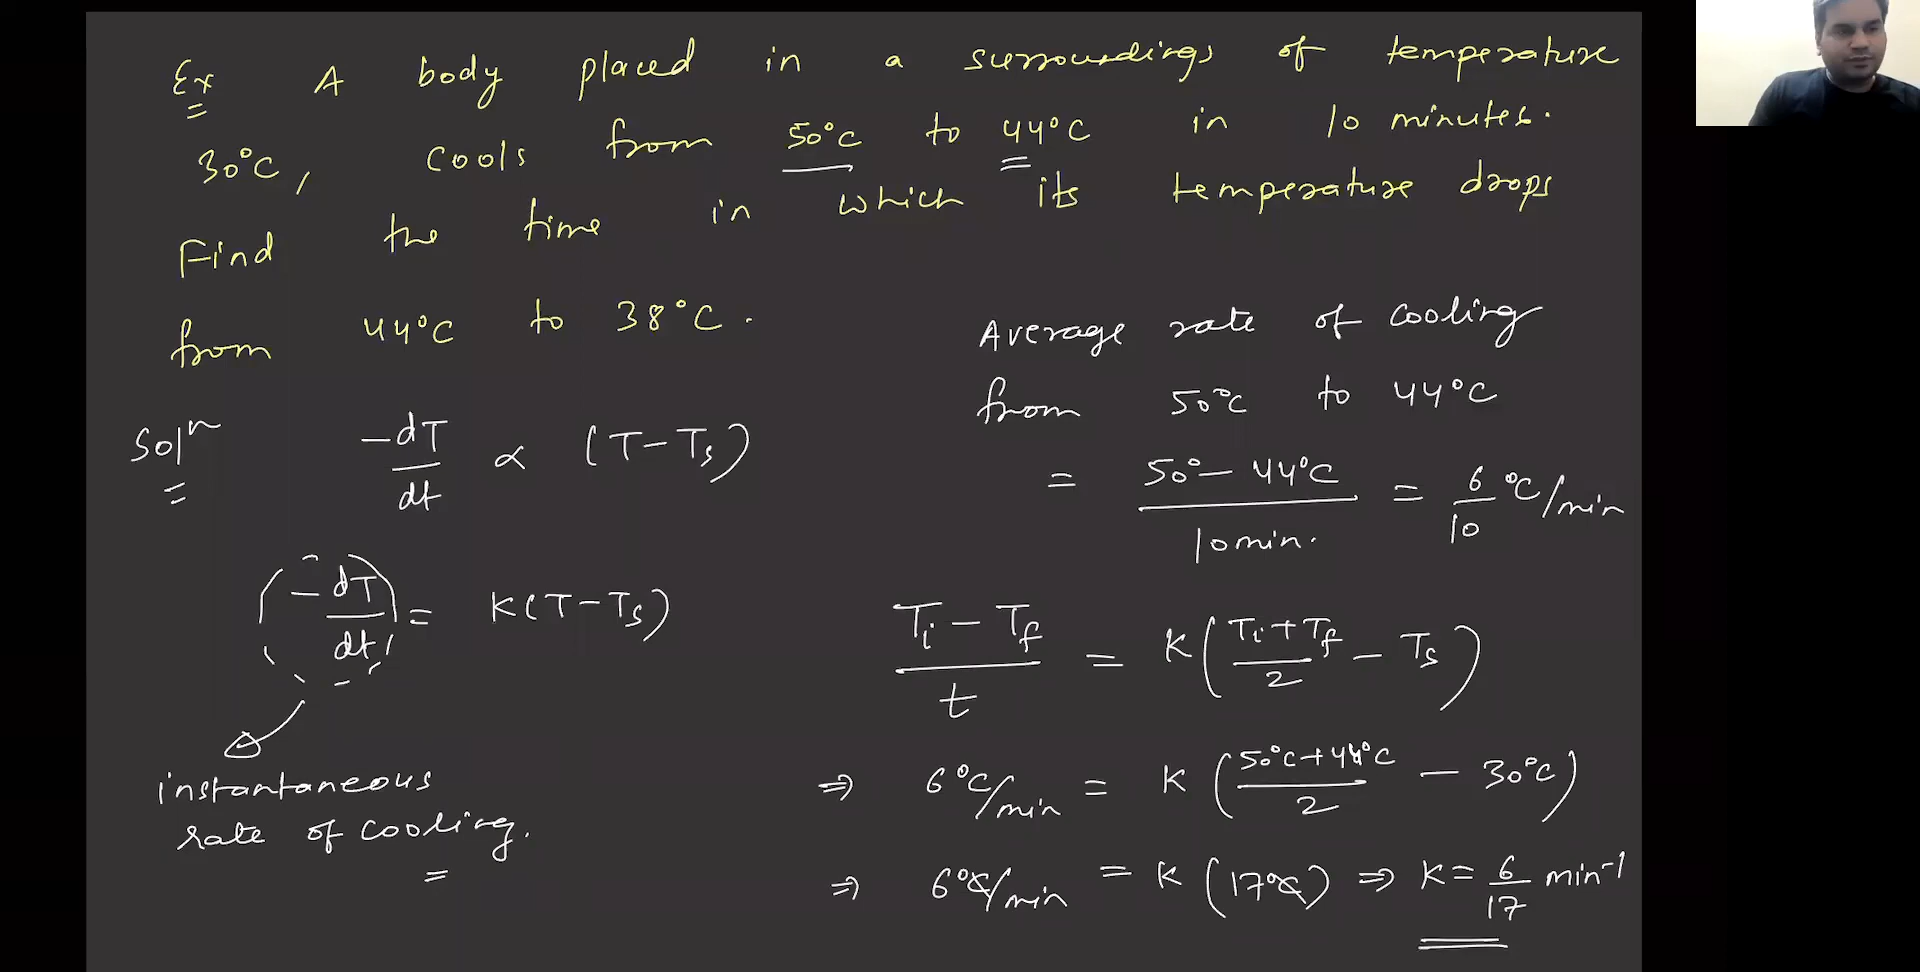 Ex A body placed in a surroundings of temperature
30°C, cools from 50°C to 44°C in 10 minutes.
Find the time in which its temperature drops
from 44°C to 38°C.
Solⁿ -dT/dt ∝ (T-Ts)
-dT/dt = K(T-Ts)
instantaneous
rate of cooling.
Average rate of cooling
from 50°C to 44°C
= 50°- 44°C / 10min. = 6/10 °C/min
Ti - Tf / t = K(Ti+Tf/2 - Ts)
⇒ 6°C/min = K(50°C+44°C/2 - 30°C)
⇒ 6°C/min = K(17°C) ⇒ K = 6/17 min⁻¹